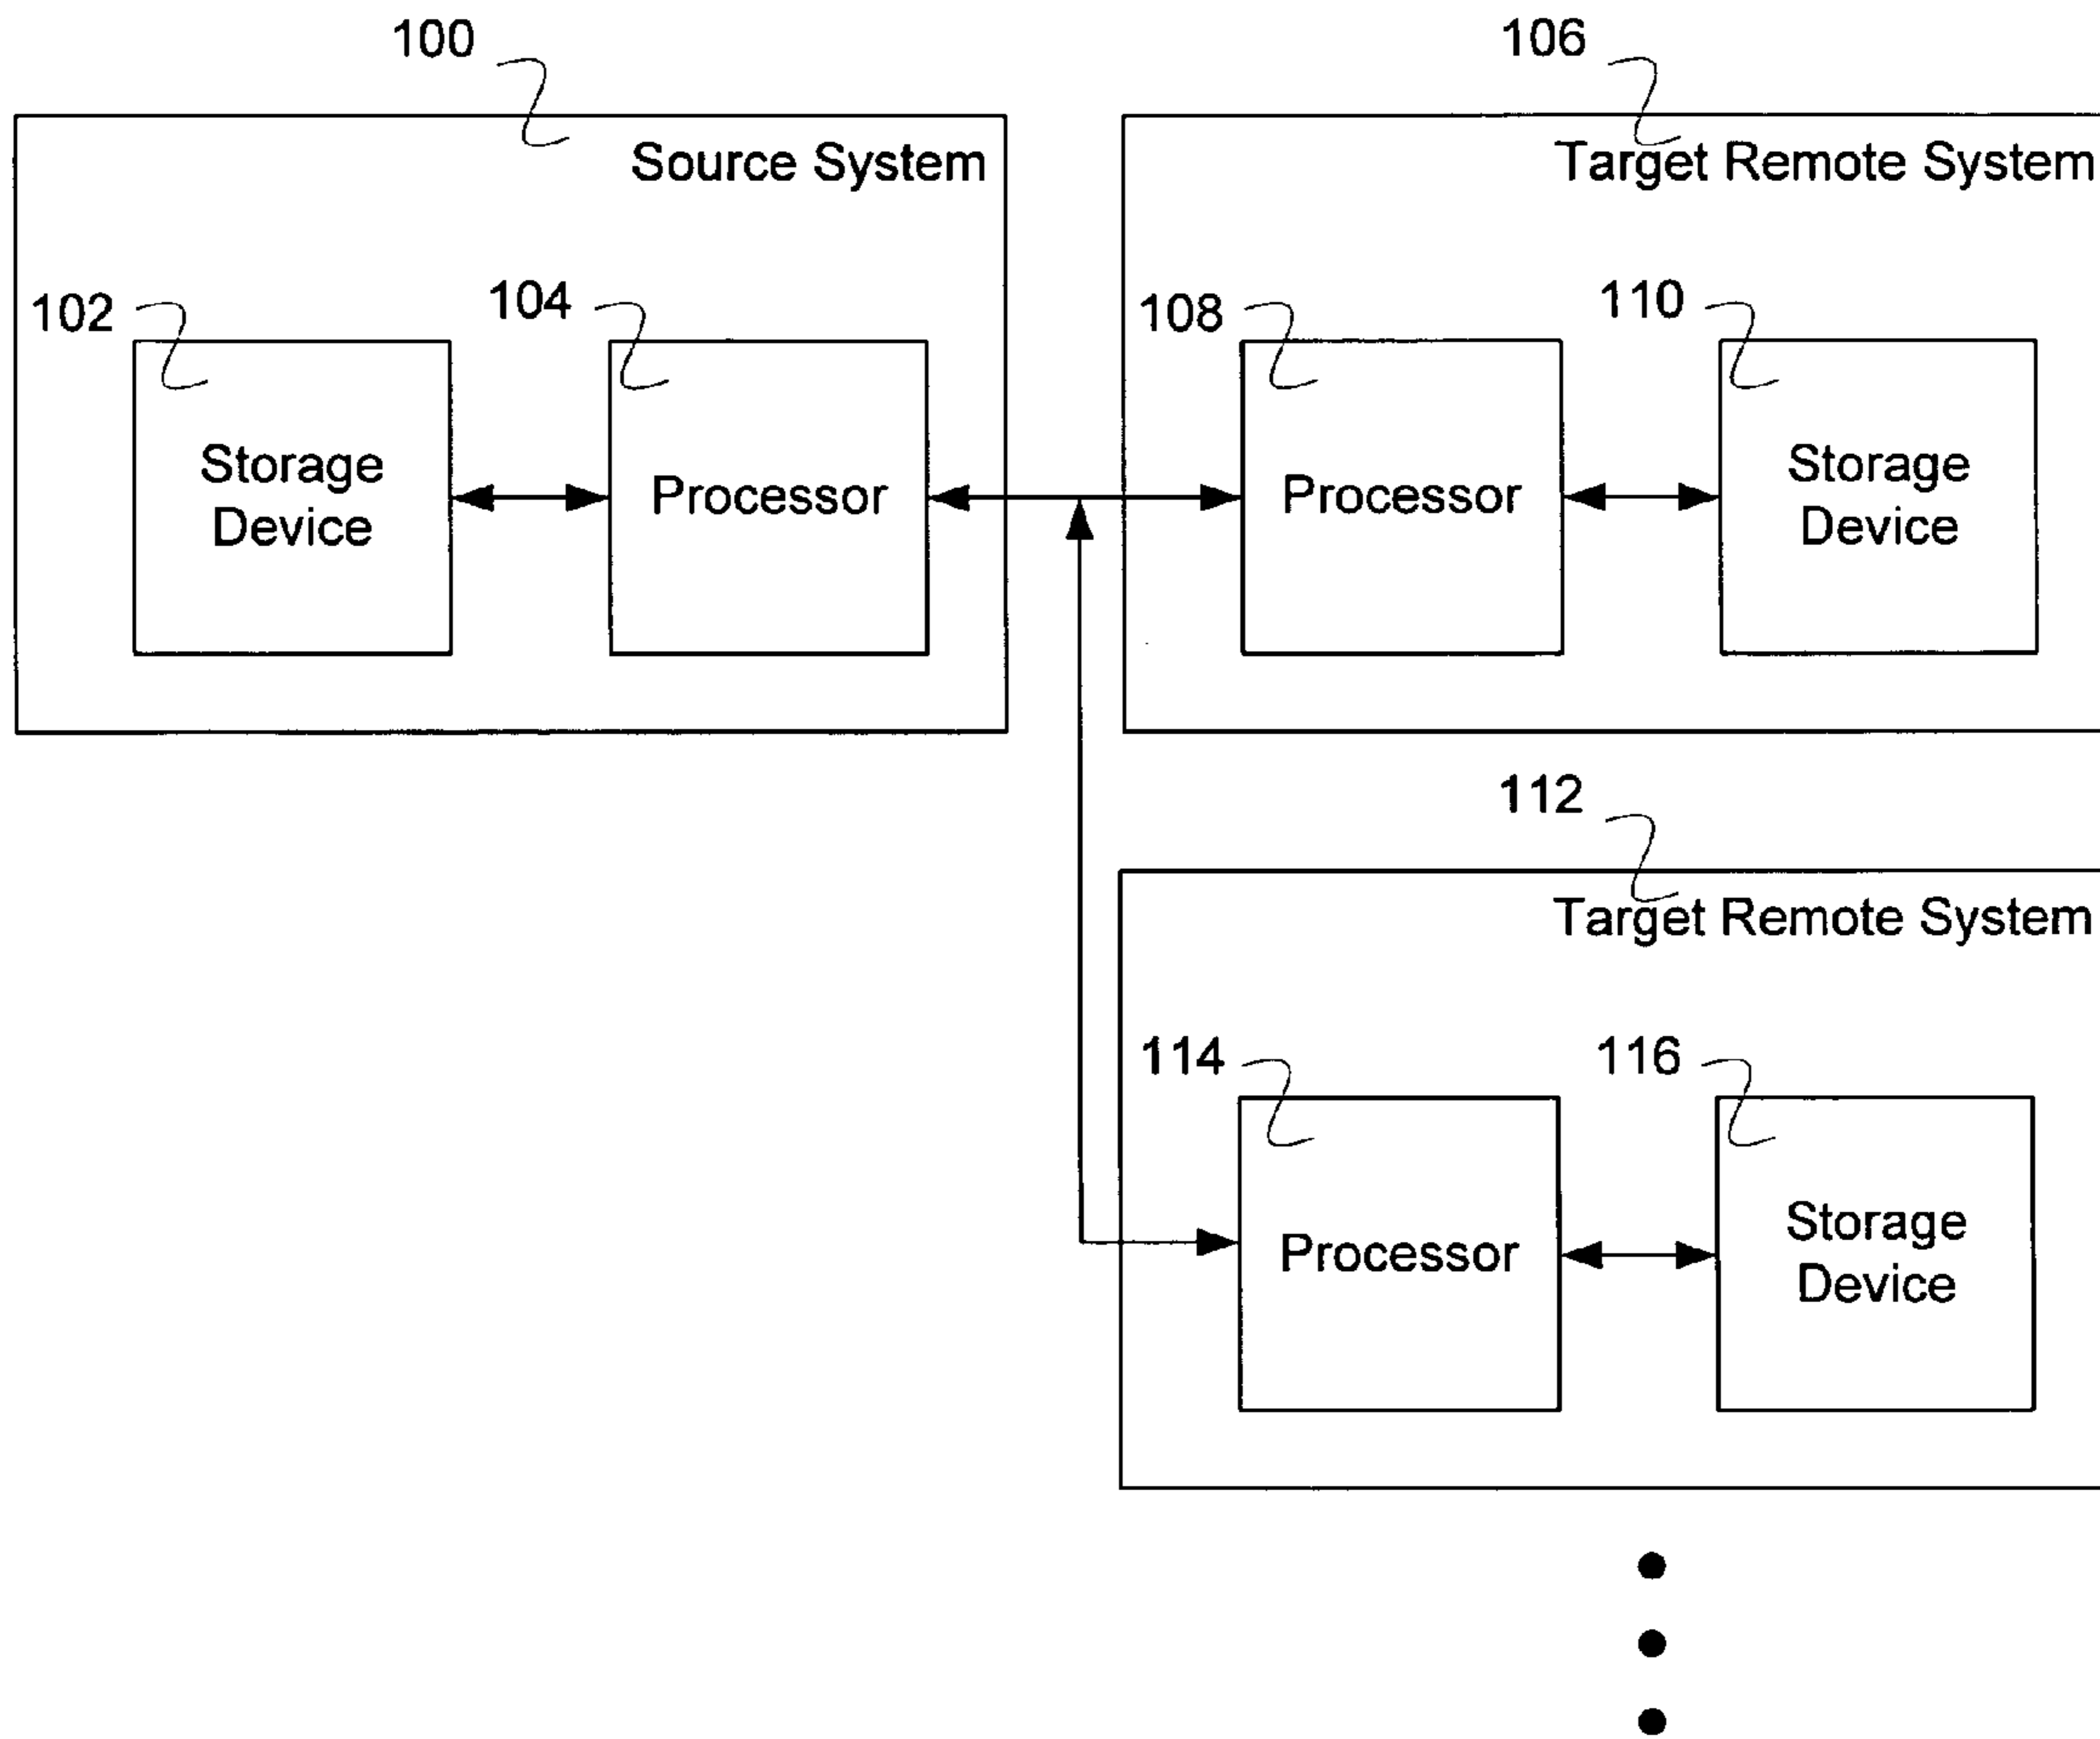 100
106
Source System
Target Remote System
102
104
108
110
Storage
Device
Processor
Processor
Storage
Device
112
Target Remote System
114
116
Processor
Storage
Device